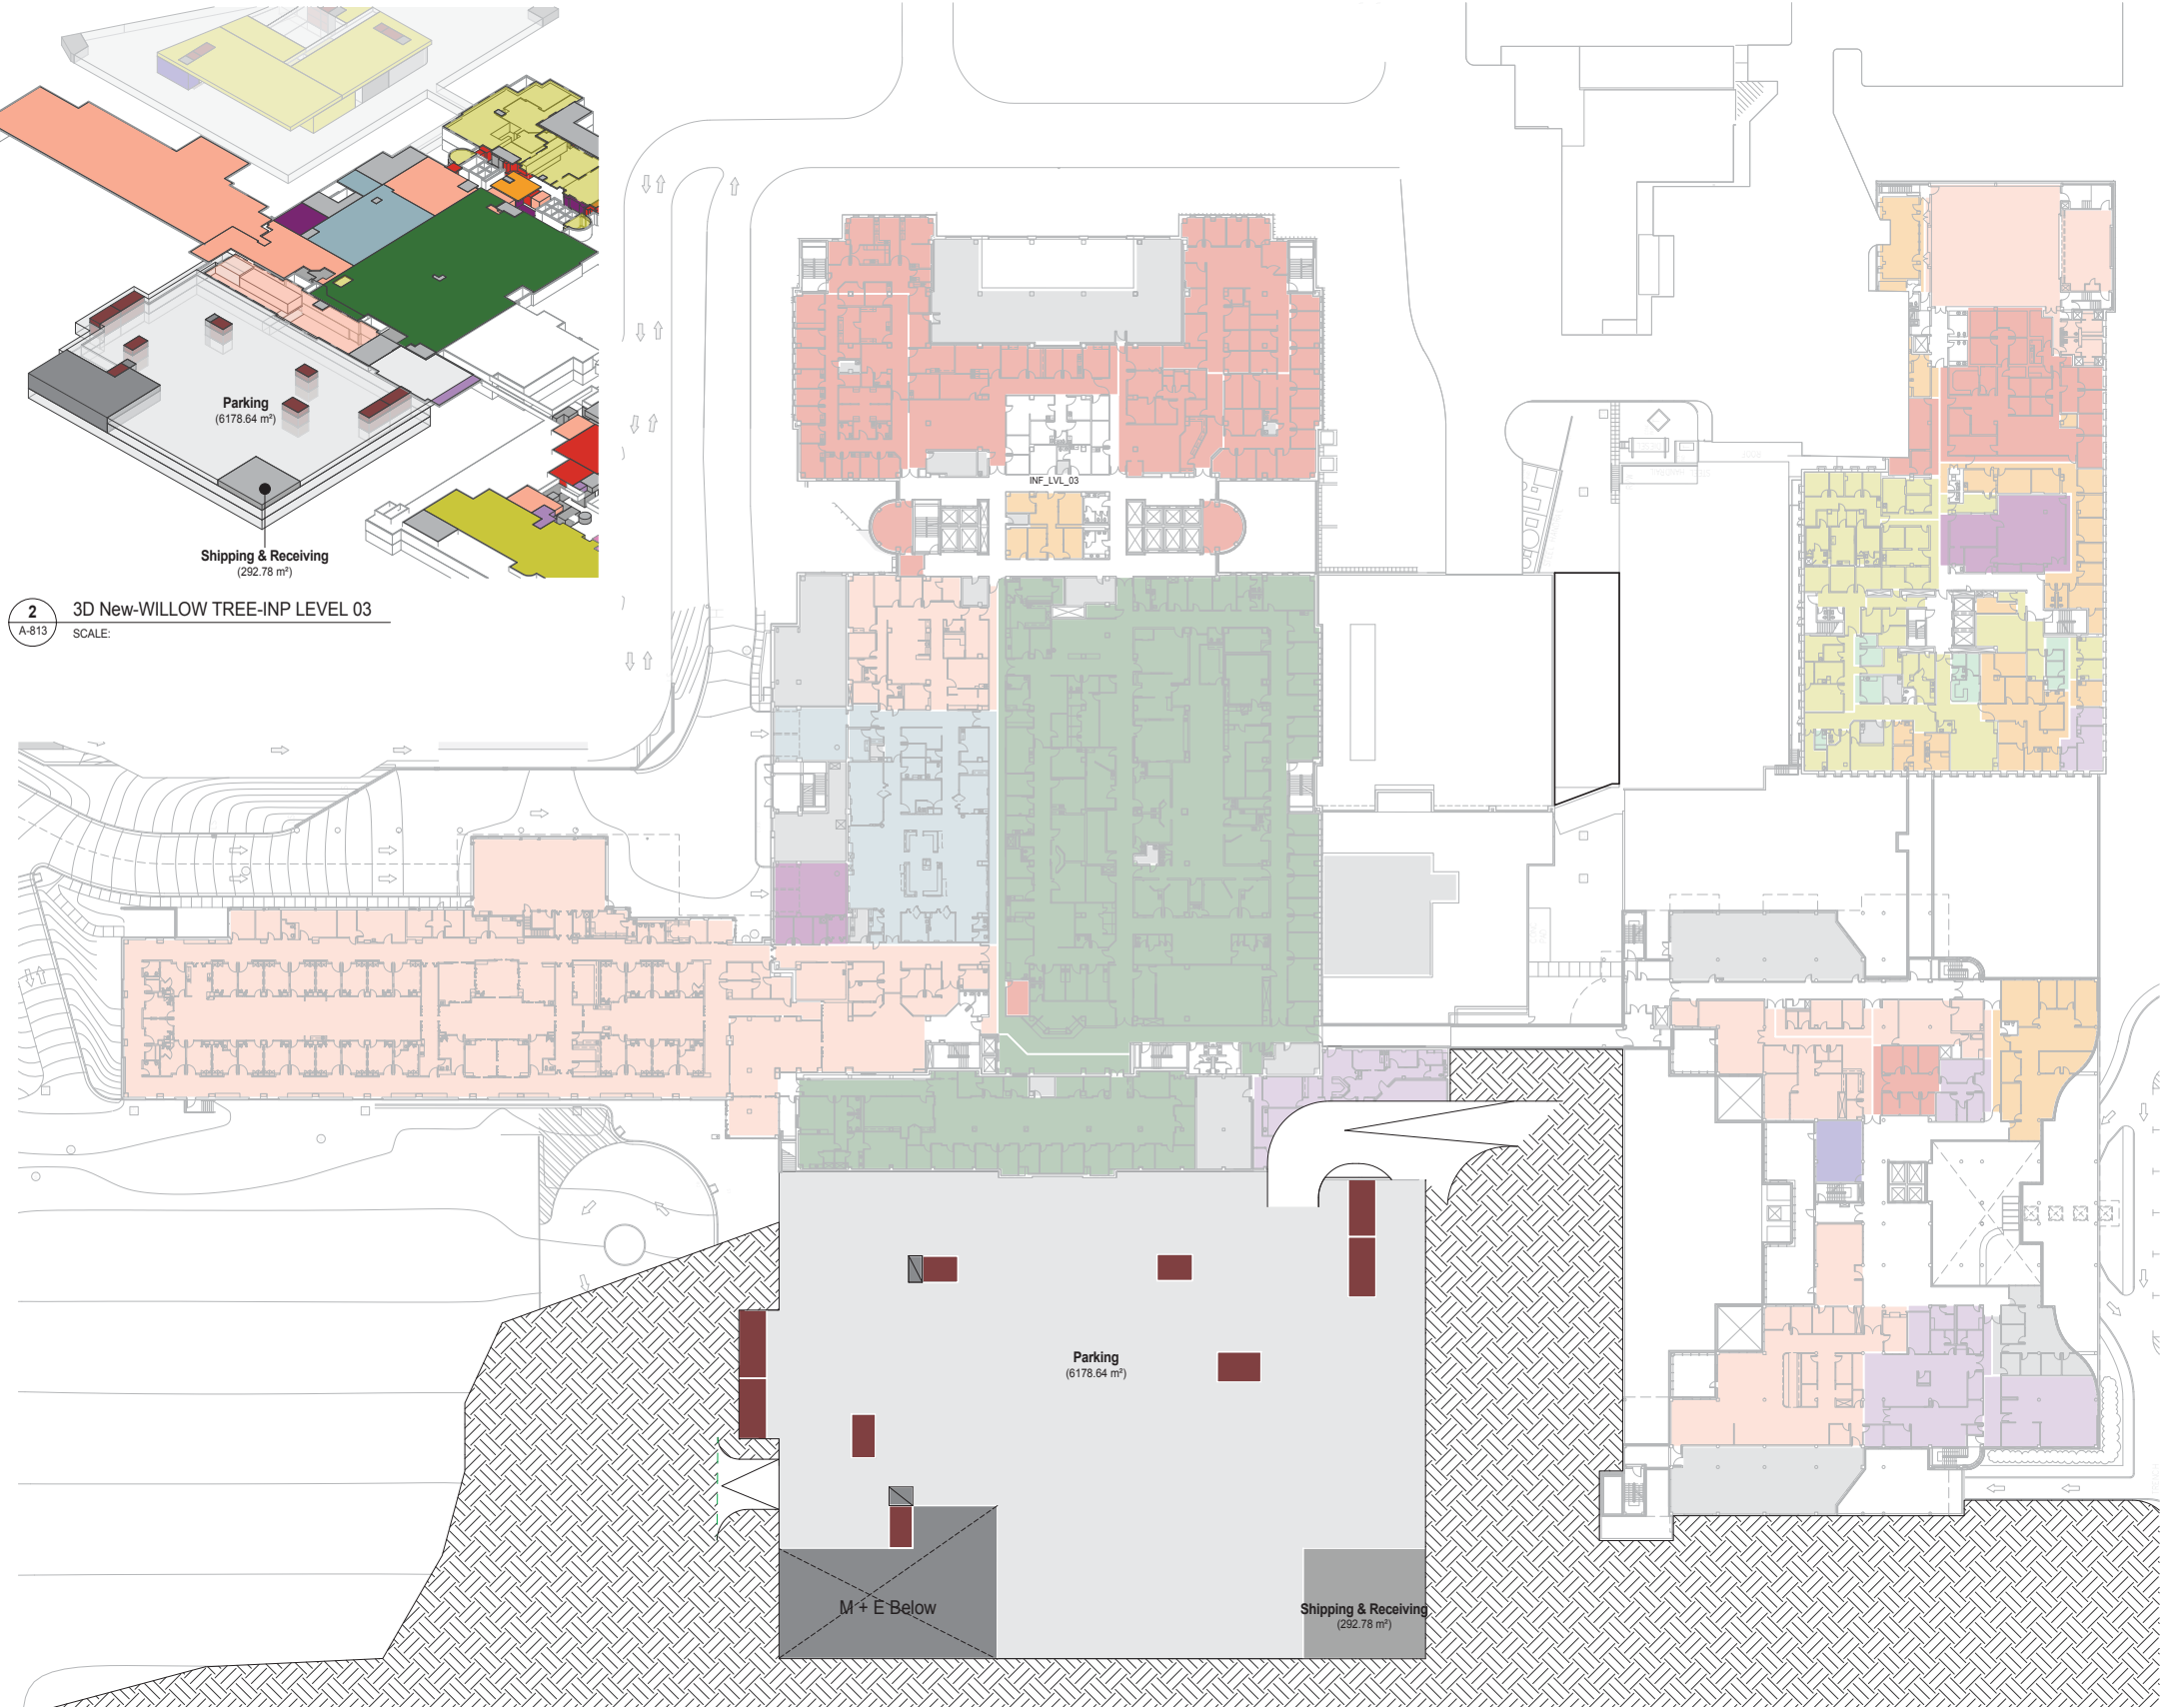 Parking
(6178.64 m²)
Shipping & Receiving
(292.78 m²)
2
A-813
3D New-WILLOW TREE-INP LEVEL 03
SCALE:
INF_LVL_03
Parking
(6178.64 m²)
M + E Below
Shipping & Receiving
(292.78 m²)